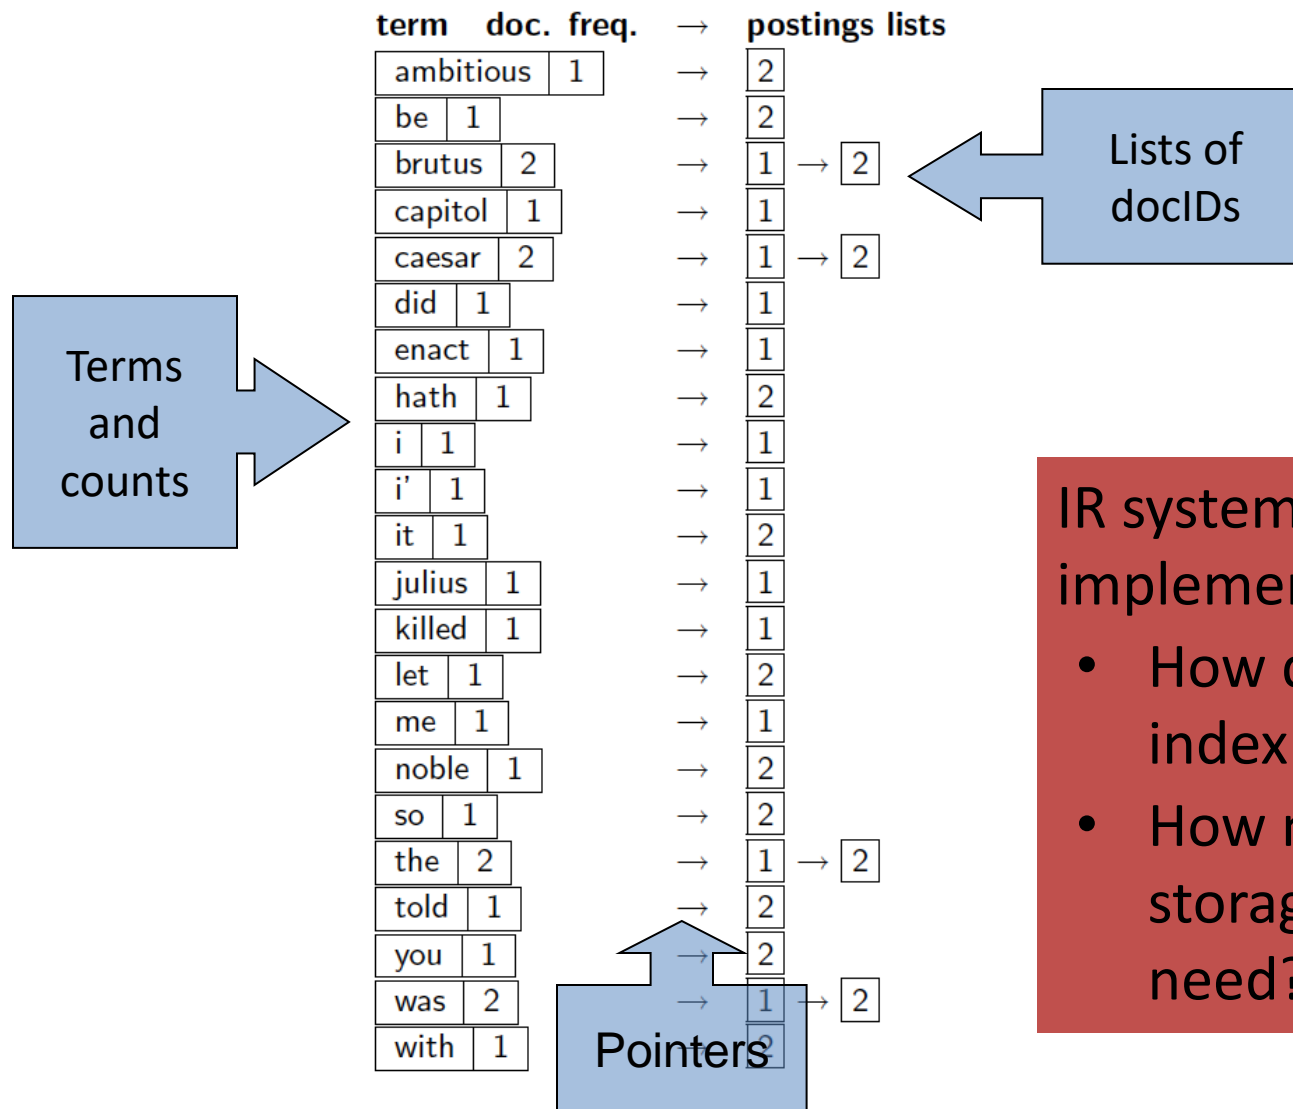 term doc. freq. → postings lists
ambitious 1 → 2
be 1 → 2
brutus 2 → 1 → 2
capitol 1 → 1
caesar 2 → 1 → 2
did 1 → 1
enact 1 → 1
hath 1 → 2
i 1 → 1
i' 1 → 1
it 1 → 2
julius 1 → 1
killed 1 → 1
let 1 → 2
me 1 → 1
noble 1 → 2
so 1 → 2
the 2 → 1 → 2
told 1 → 2
you 1 → 2
was 2 → 1 → 2
with 1 → 2
Terms
and
counts
Lists of
docIDs
Pointers
IR system
implemen
• How
index
• How
storag
need?